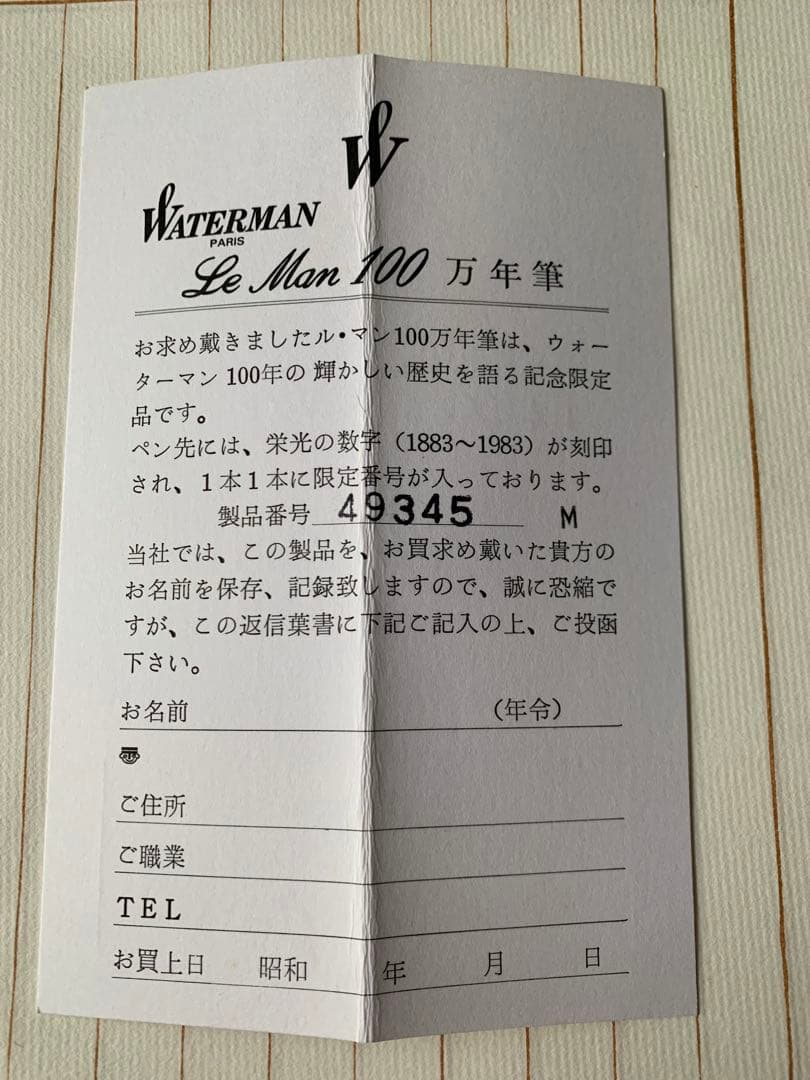 W
WATERMAN
PARIS
Le Man 100 万年筆
お求め戴きましたル・マン100万年筆は、ウォー
ターマン100年の輝かしい歴史を語る記念限定
品です。
ペン先には、栄光の数字（1883〜1983）が刻印
され、1本1本に限定番号が入っております。
製品番号 49345 M
当社では、この製品を、お買求め戴いた貴方の
お名前を保存、記録致しますので、誠に恐縮で
すが、この返信葉書に下記ご記入の上、ご投函
下さい。
お名前 （年令）
〠
ご住所
ご職業
TEL
お買上日 昭和 年 月 日